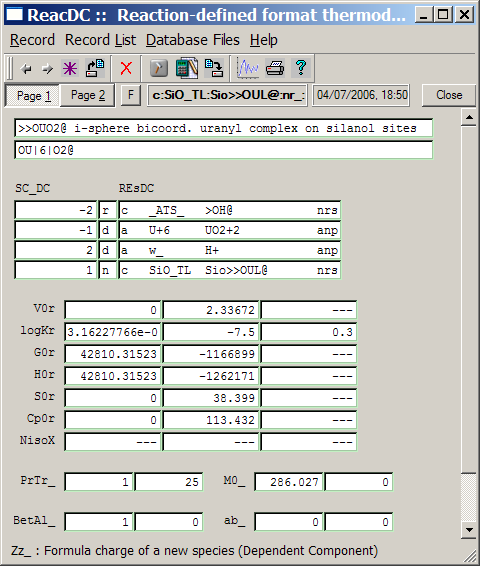 ReacDC :: Reaction-defined format thermod...
Record Record List Database Files Help
Page 1 Page 2 F c:SiO_TL:Sio>>OUL@:nr_: 04/07/2006, 18:50 Close
>>OUO2@ i-sphere bicoord. uranyl complex on silanol sites
OU|6|O2@
SC_DC REsDC
-2 r c _ATS_ >OH@ nrs
-1 d a U+6 UO2+2 anp
2 d a w_ H+ anp
1 n c SiO_TL Sio>>OUL@ nrs
V0r 0 2.33672 ---
logKr 3.16227766e-0 -7.5 0.3
G0r 42810.31523 -1166899 ---
H0r 42810.31523 -1262171 ---
S0r 0 38.399 ---
Cp0r 0 113.432 ---
NisoX --- --- ---
PrTr_ 1 25 M0_ 286.027 0
BetAl_ 1 0 ab_ 0 0
Zz_ : Formula charge of a new species (Dependent Component)